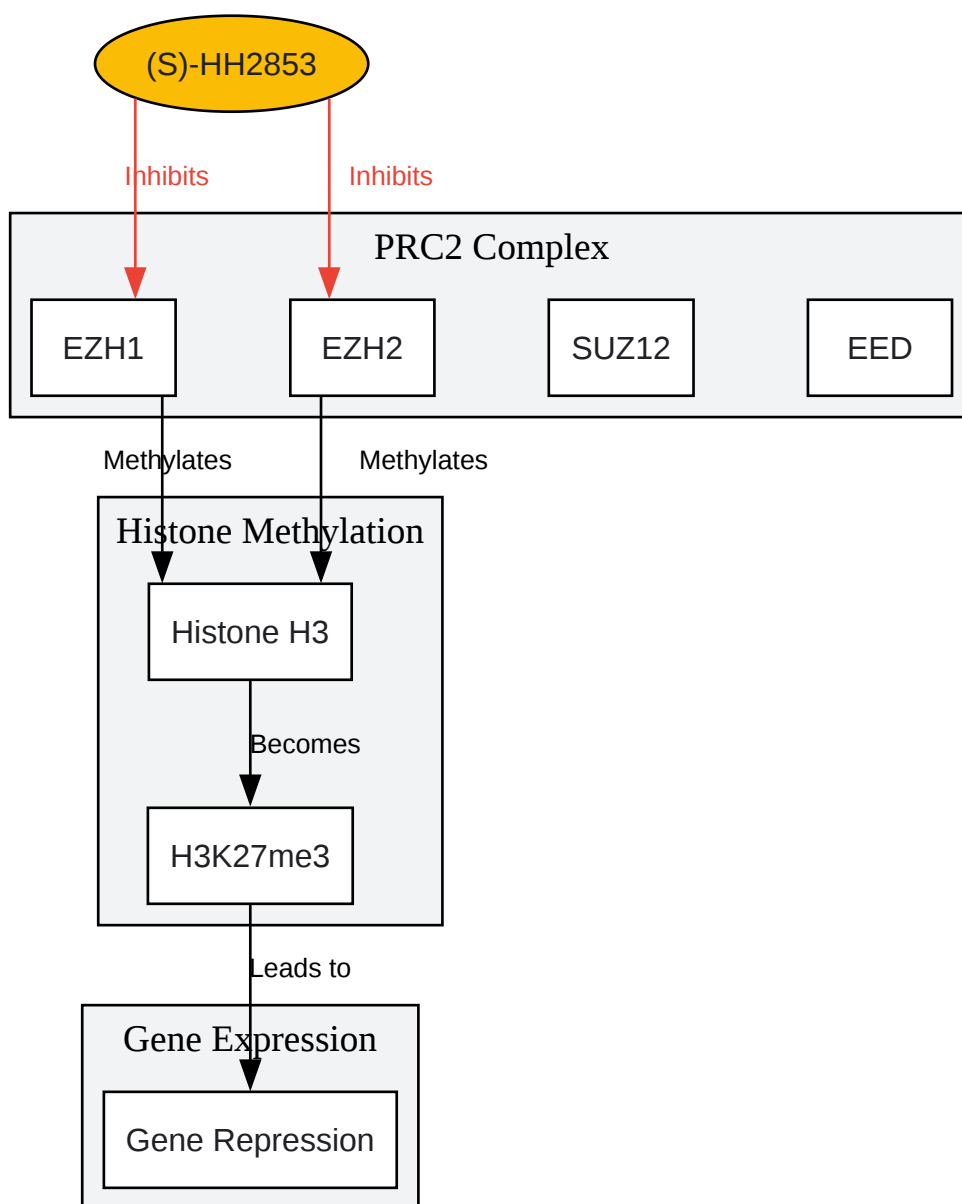 (S)-HH2853
Inhibits
Inhibits
PRC2 Complex
EZH1
EZH2
SUZ12
EED
Methylates
Methylates
Histone Methylation
Histone H3
Becomes
H3K27me3
Leads to
Gene Expression
Gene Repression